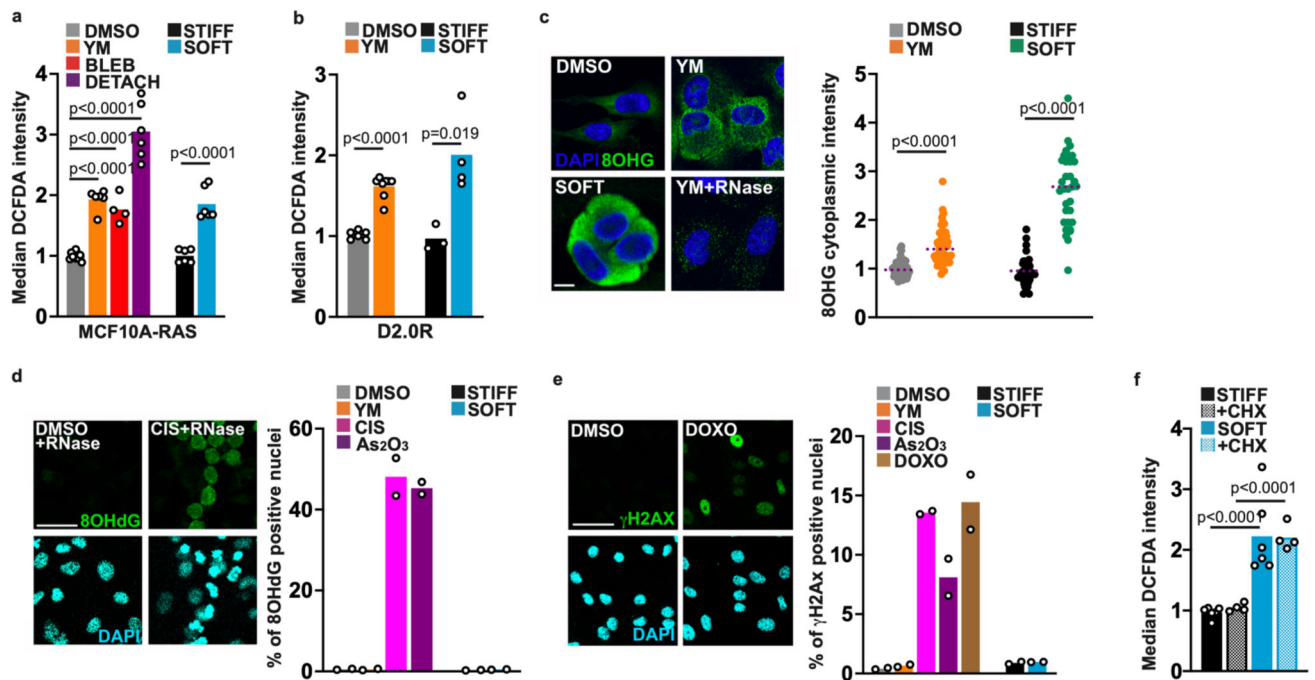 a
DMSO STIFF
YM SOFT
BLEB
DETACH
Median DCFDA intensity
4
3
2
1
0
p<0.0001
p<0.0001
p<0.0001
p<0.0001
MCF10A-RAS
b
DMSO STIFF
YM SOFT
Median DCFDA intensity
3
2
1
0
p<0.0001
p=0.019
D2.0R
c
DMSO YM
DAPI 8OHG
SOFT YM+RNase
DMSO STIFF
YM SOFT
8OHG cytoplasmic intensity
5
4
3
2
1
0
p<0.0001
p<0.0001
d
DMSO
+RNase
CIS+RNase
8OHdG
DAPI
DMSO STIFF
YM SOFT
CIS
As₂O₃
% of 8OHdG positive nuclei
60
40
20
0
e
DMSO DOXO
γH2AX
DAPI
DMSO STIFF
YM SOFT
CIS
As₂O₃
DOXO
% of γH2Ax positive nuclei
20
15
10
5
0
f
STIFF
+CHX
SOFT
+CHX
Median DCFDA intensity
4
3
2
1
0
p<0.0001
p<0.0001